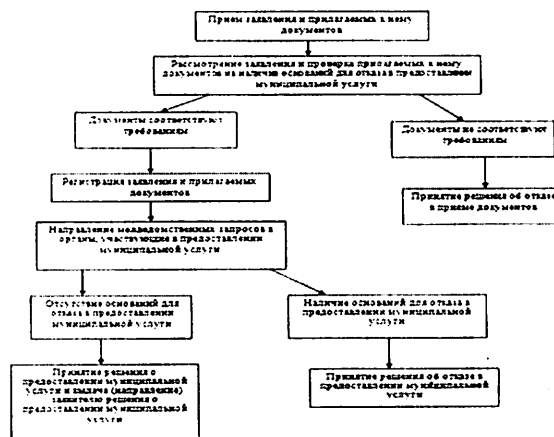 Прием заявления и прилагаемых к нему
документов
Рассмотрение заявления и проверка прилагаемых к нему
документов на наличие оснований для отказа в предоставлении
муниципальной услуги
Документы соответствуют
требованиям
Документы не соответствуют
требованиям
Регистрация заявления и прилагаемых
документов
Принятие решения об отказе
в приеме документов
Направление межведомственных запросов в
органы, участвующие в предоставлении
муниципальной услуги
Отсутствие оснований для
отказа в предоставлении
муниципальной услуги
Наличие оснований для отказа в
предоставлении муниципальной
услуги
Принятие решения о
предоставлении муниципальной
услуги и выдача (направление)
заявителю решения о
предоставлении муниципальной
услуги
Принятие решения об отказе в
предоставлении муниципальной
услуги